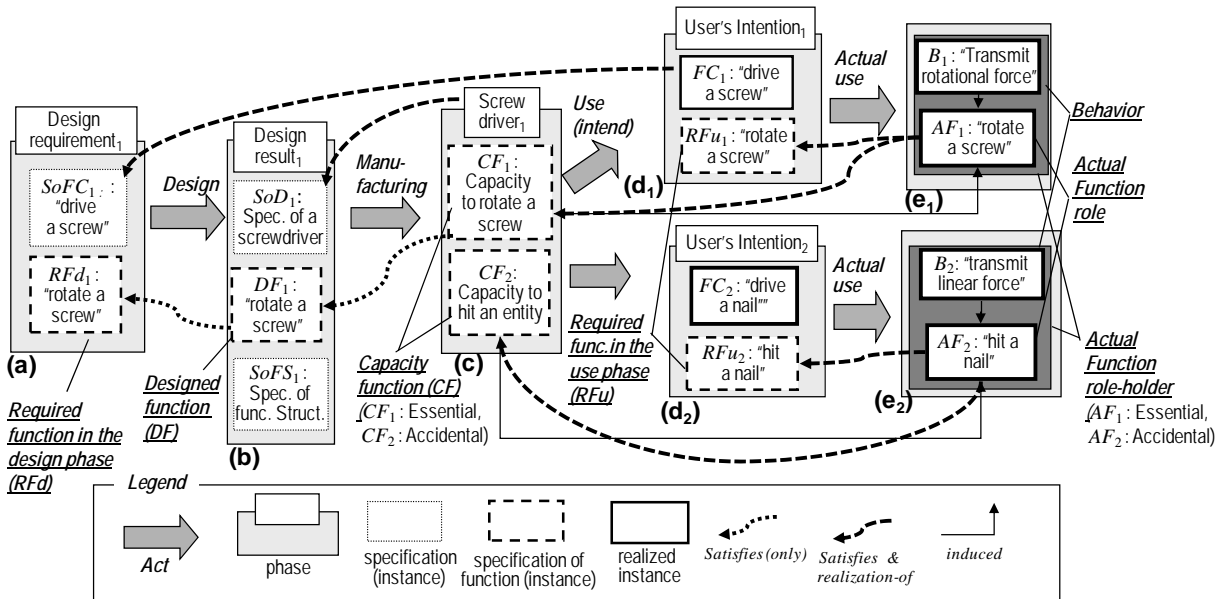 Design
requirement1
SoFC1 :
“drive
a screw”
RFd1 :
“rotate a
screw”
(a)
Required
function in the
design phase
(RFd)
Design
Design
result1
SoD1:
Spec. of a
screwdriver
DF1 :
“rotate a
screw”
SoFS1 :
Spec. of
func. Struct.
(b)
Designed
function
(DF)
Manu-
facturing
Screw
driver1
CF1 :
Capacity
to rotate a
screw
CF2:
Capacity to
hit an entity
(c)
Capacity
function (CF)
(CF1 : Essential,
CF2 : Accidental)
Use
(intend)
User’s Intention1
FC1 : “drive
a screw”
RFu1 :
“rotate
a screw”
(d1)
Actual
use
B1 : “Transmit
rotational force”
AF1 : “rotate
a screw”
(e1)
Behavior
Actual
Function
role
User’s Intention2
FC2 : “drive
a nail””
RFu2 : “hit
a nail”
(d2)
Required
func. in the
use phase
(RFu)
Actual
use
B2 : “transmit
linear force”
AF2 : “hit a
nail”
(e2)
Actual
Function
role-holder
(AF1 : Essential,
AF2 : Accidental)
Legend
Act
phase
specification
(instance)
specification of
function (instance)
realized
instance
Satisfies (only)
Satisfies &
realization-of
induced